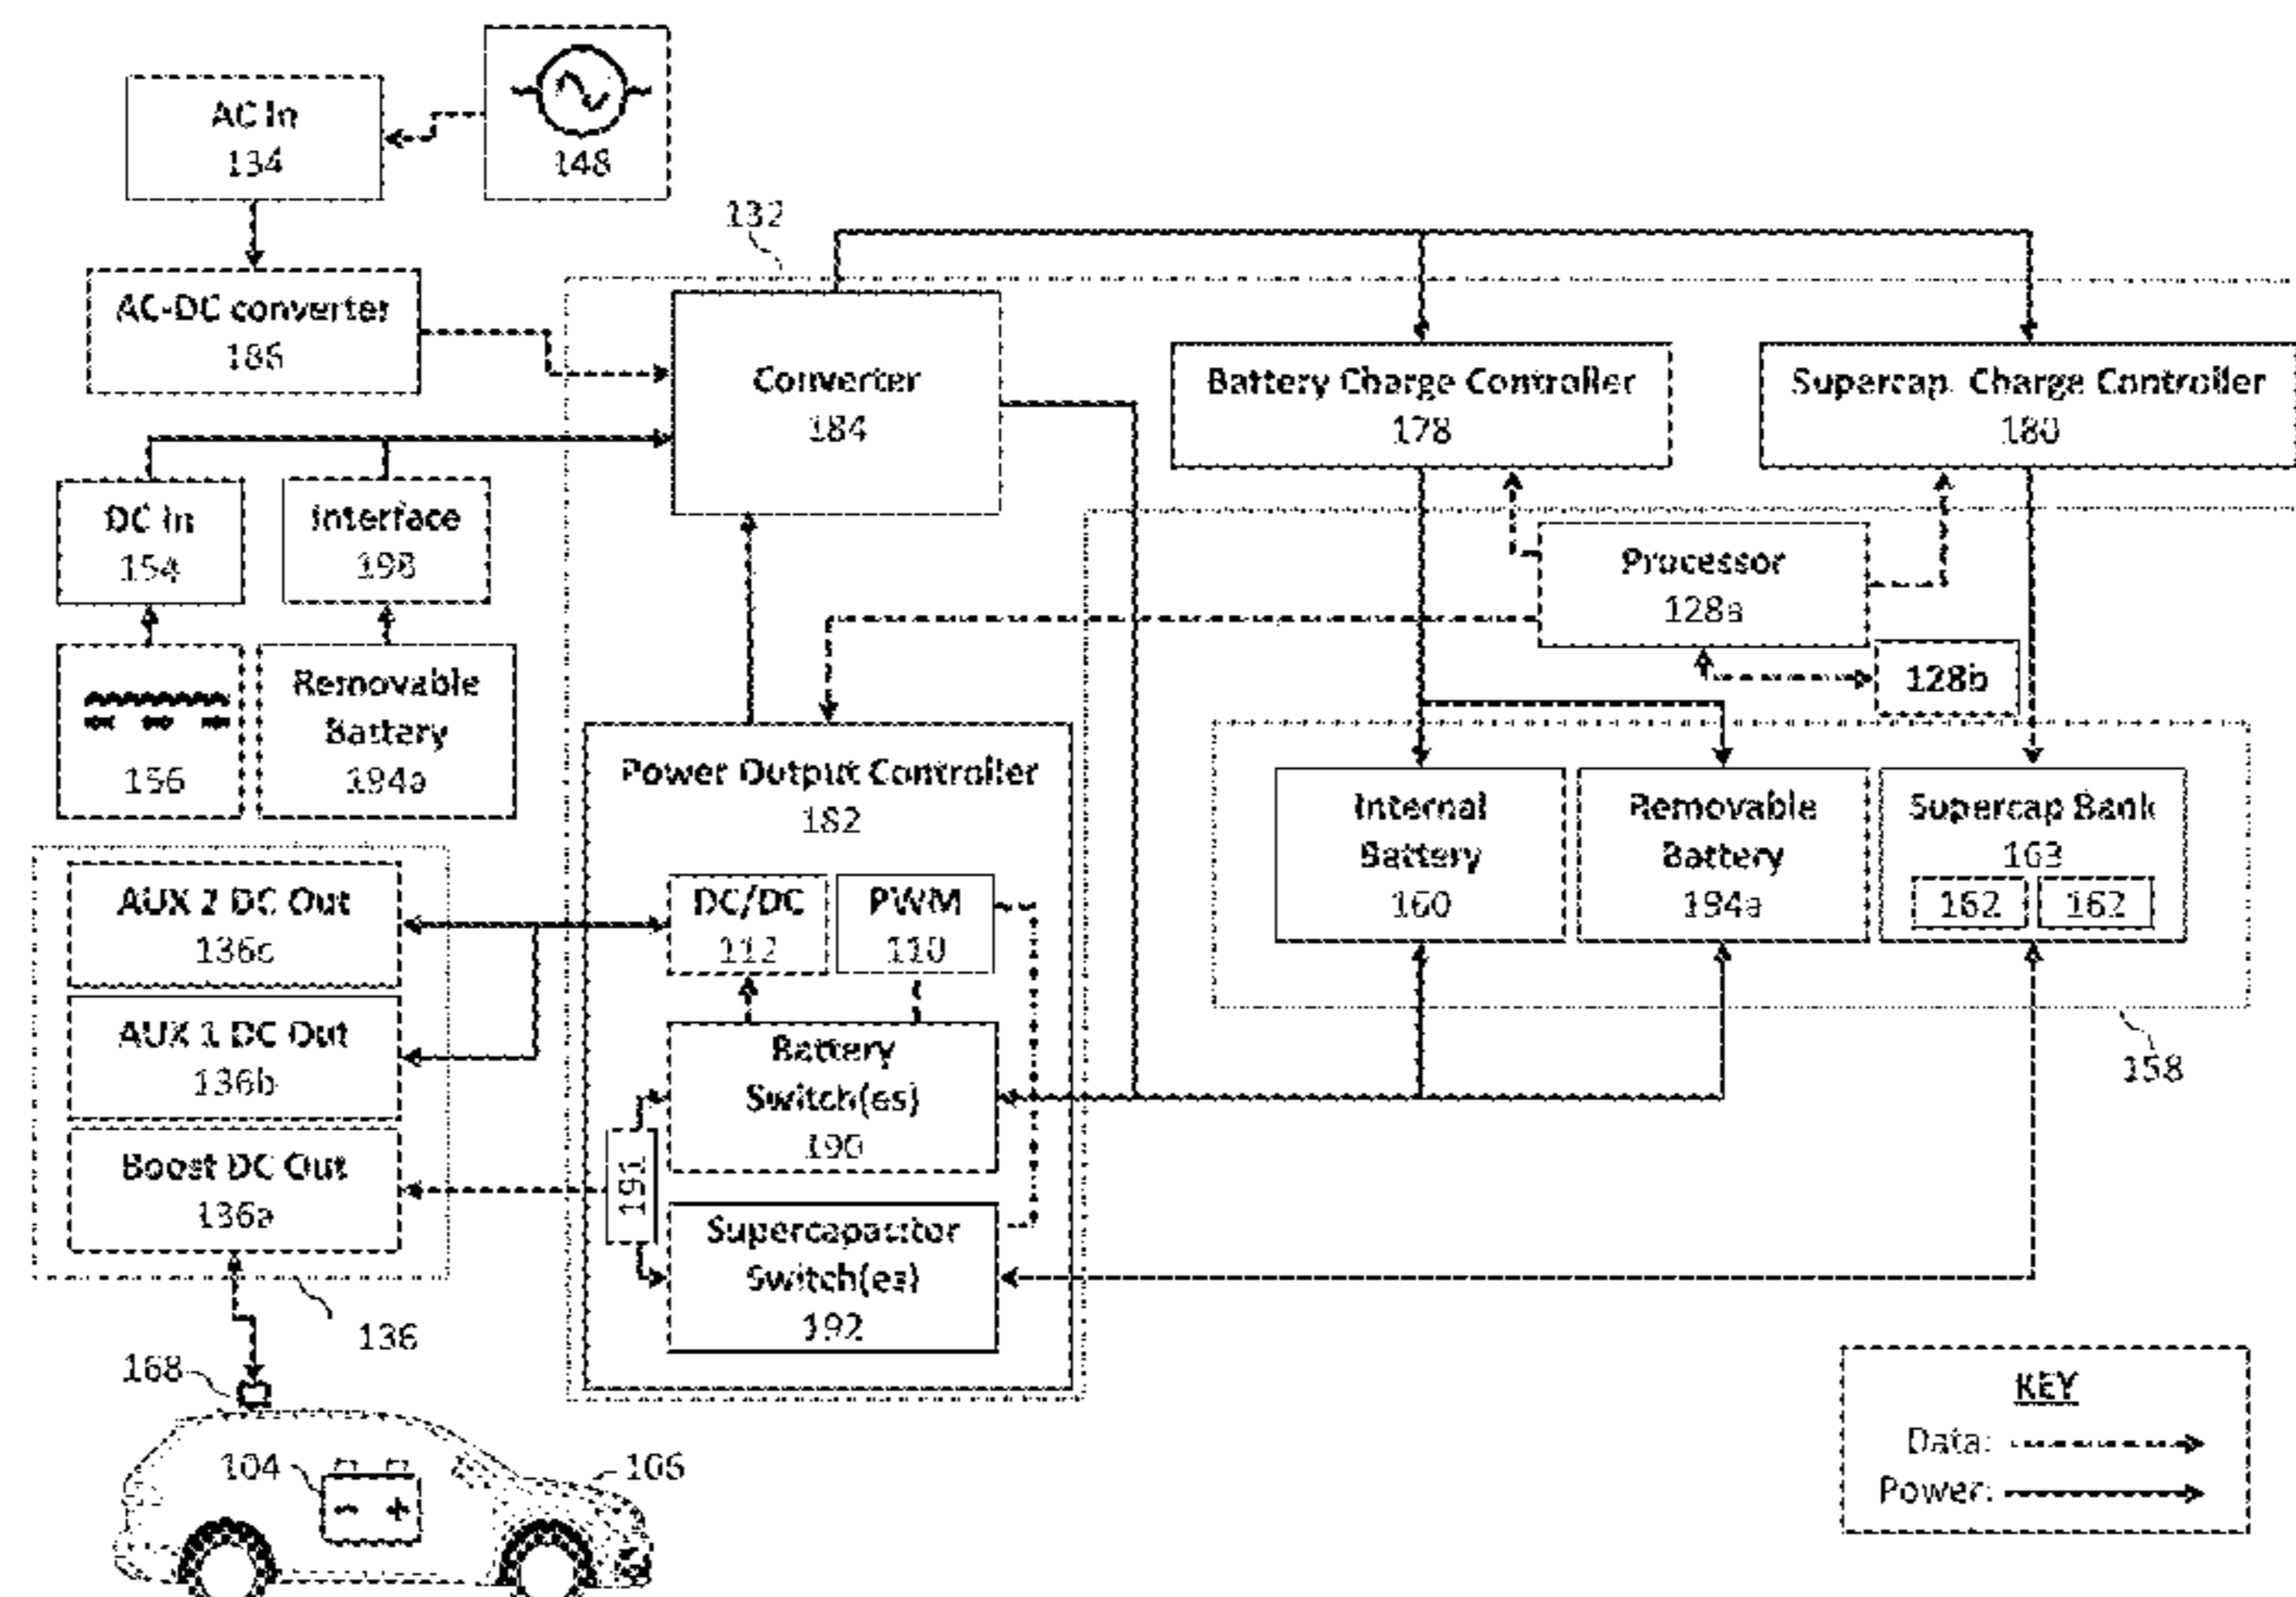 AC In
134
148
132
AC-DC converter
186
Converter
184
Battery Charge Controller
178
Supercap. Charge Controller
180
DC In
154
Interface
198
Processor
128a
128b
156
Removable
Battery
194a
Power Output Controller
182
Internal
Battery
160
Removable
Battery
194a
Supercap Bank
163
162
162
AUX 2 DC Out
136c
DC/DC
112
PWM
110
AUX 1 DC Out
136b
Battery
Switch(es)
190
158
Boost DC Out
136a
191
Supercapacitor
Switch(es)
192
136
168
104
106
KEY
Data:
Power: